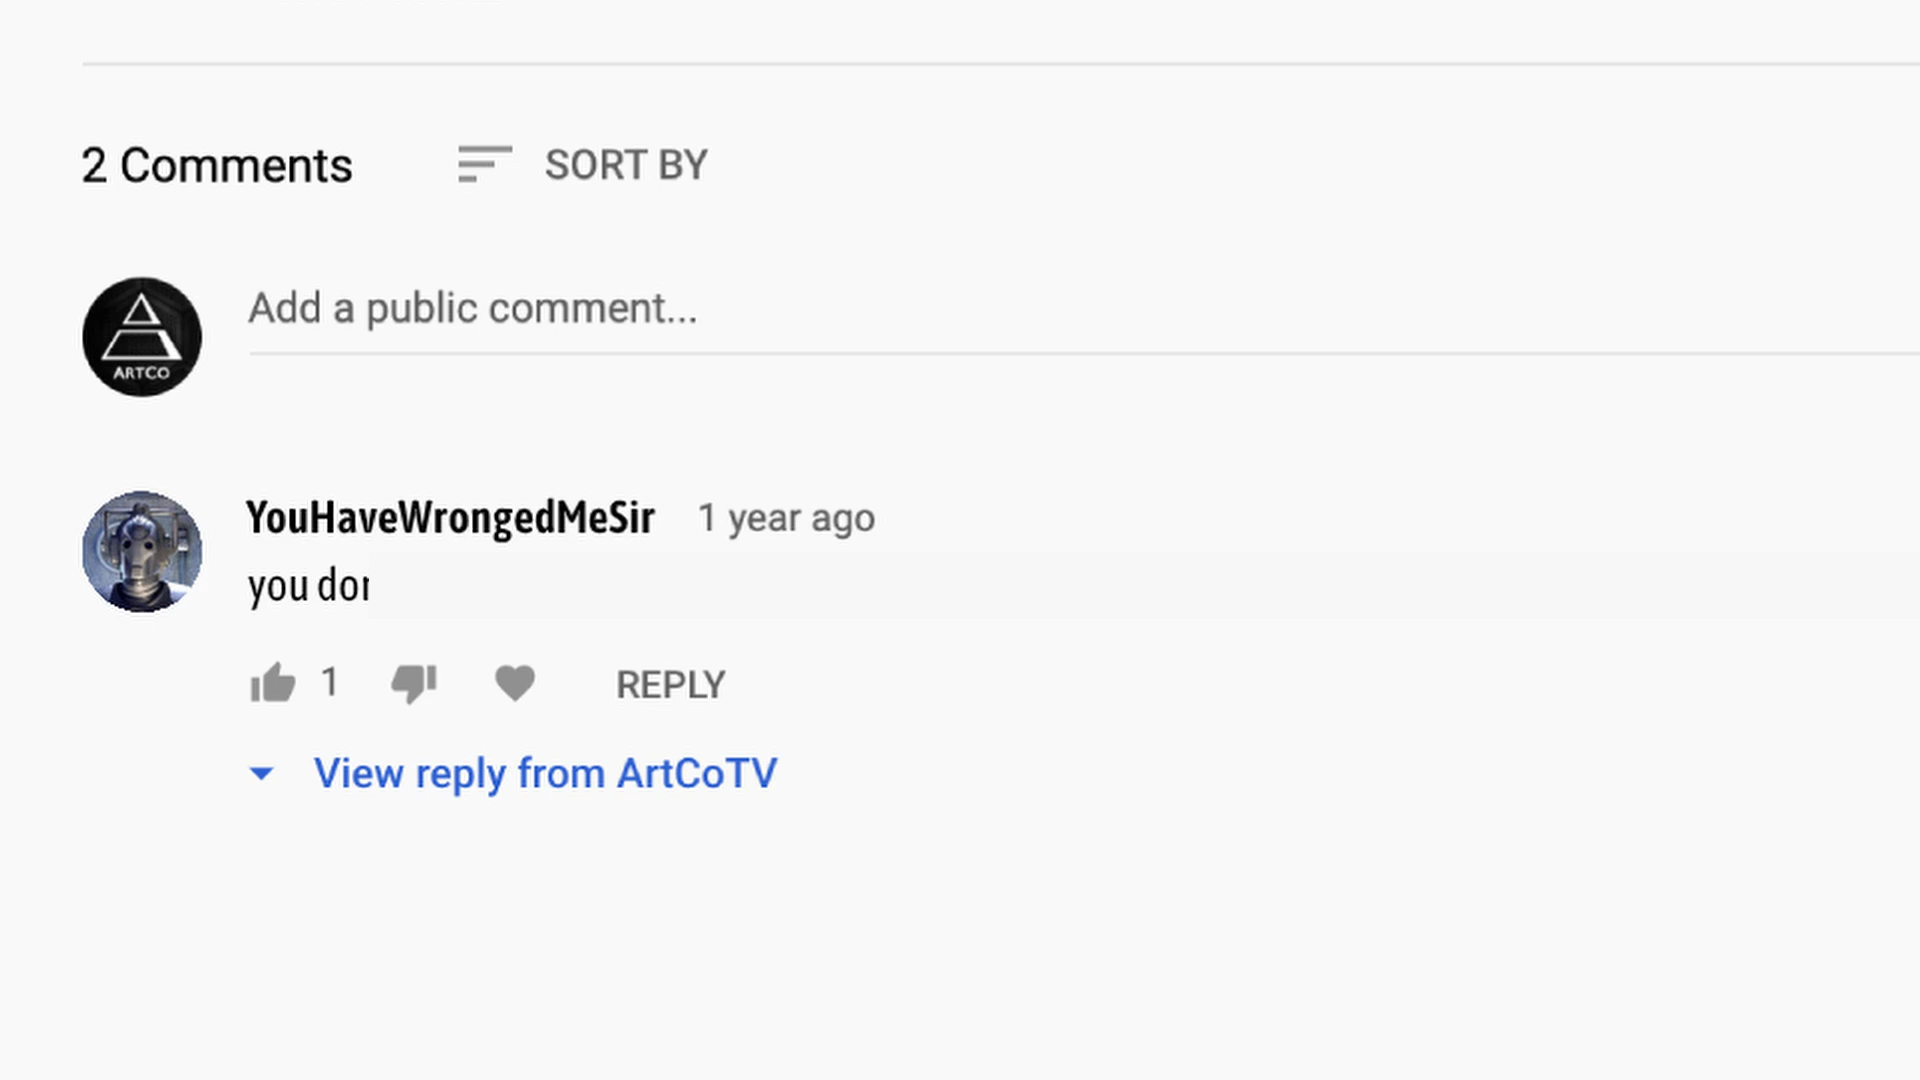 2 Comments SORT BY
Add a public comment...
ARTCO
YouHaveWrongedMeSir 1 year ago
you
1 REPLY
View reply from ArtCoTV